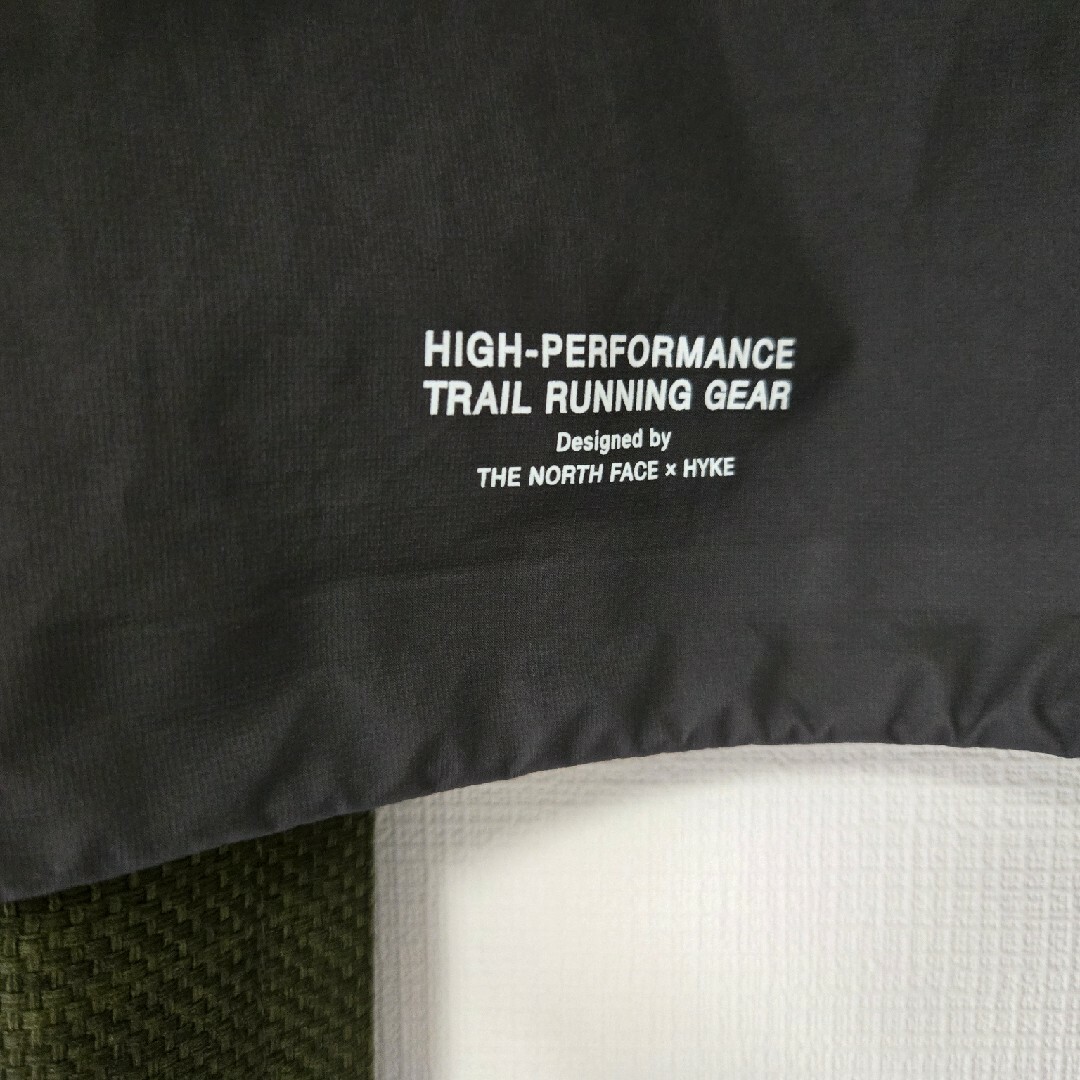 HIGH-PERFORMANCE
TRAIL RUNNING GEAR
Designed by
THE NORTH FACE × HYKE